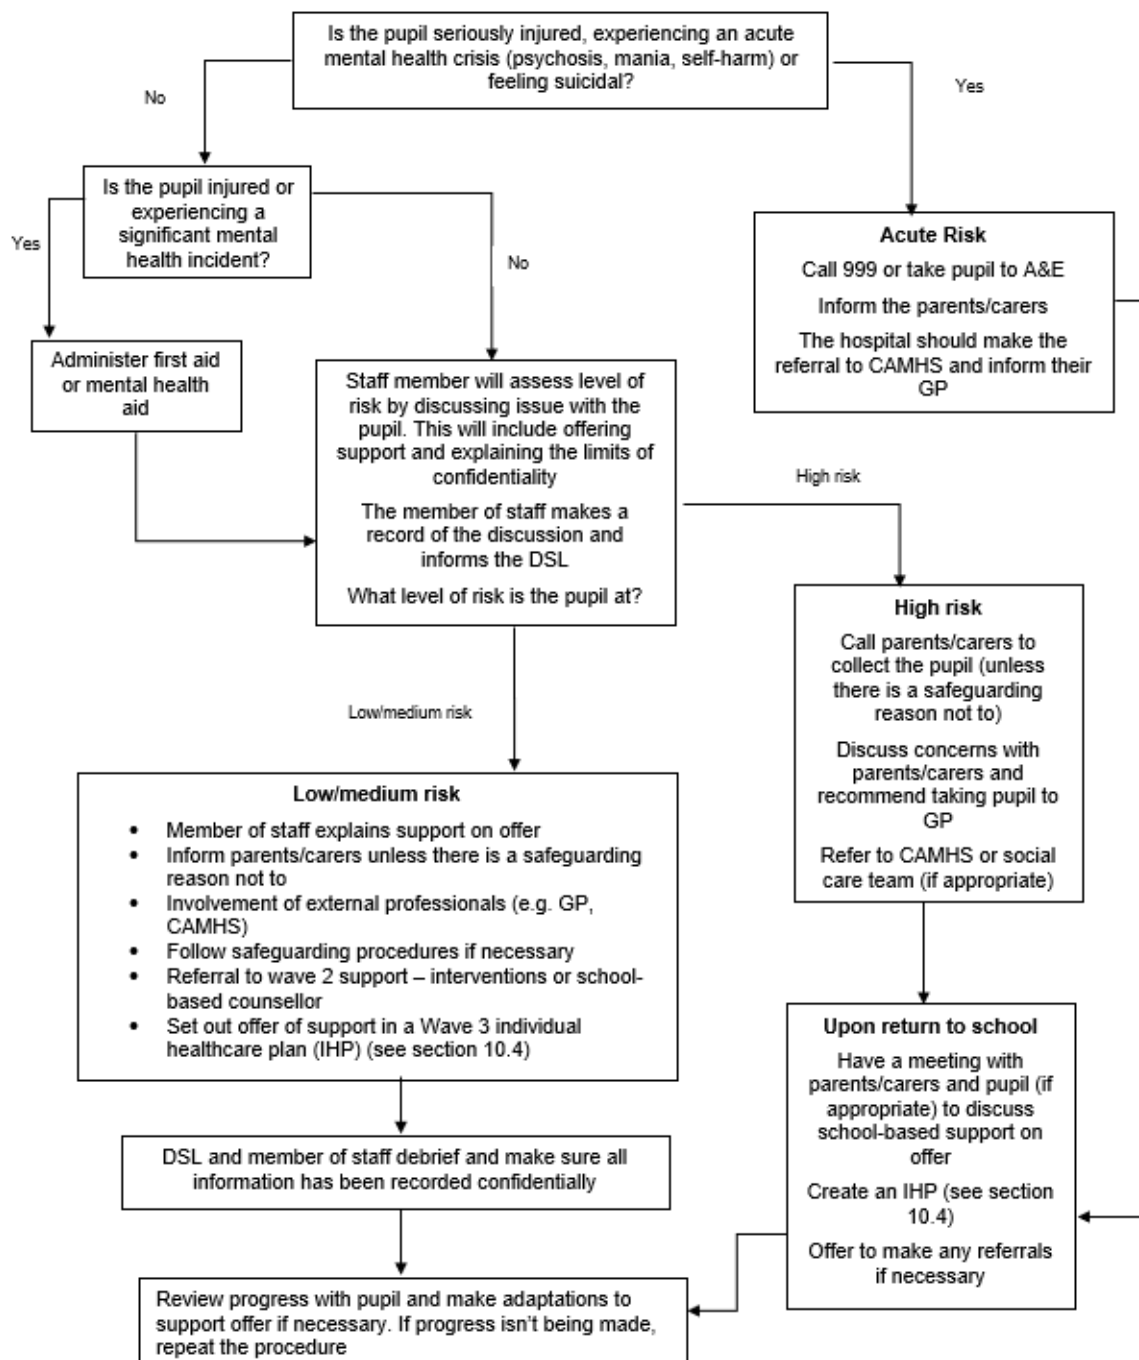 Is the pupil seriously injured, experiencing an acute
mental health crisis (psychosis, mania, self-harm) or
feeling suicidal?
No
Yes
Is the pupil injured or
experiencing a
significant mental
health incident?
Yes
No
Acute Risk
Call 999 or take pupil to A&E
Inform the parents/carers
The hospital should make the
referral to CAMHS and inform their
GP
Administer first aid
or mental health
aid
Staff member will assess level of
risk by discussing issue with the
pupil. This will include offering
support and explaining the limits of
confidentiality
The member of staff makes a
record of the discussion and
informs the DSL
What level of risk is the pupil at?
High risk
High risk
Call parents/carers to
collect the pupil (unless
there is a safeguarding
reason not to)
Discuss concerns with
parents/carers and
recommend taking pupil to
GP
Refer to CAMHS or social
care team (if appropriate)
Low/medium risk
Low/medium risk
• Member of staff explains support on offer
• Inform parents/carers unless there is a safeguarding
reason not to
• Involvement of external professionals (e.g. GP,
CAMHS)
• Follow safeguarding procedures if necessary
• Referral to wave 2 support – interventions or school-
based counsellor
• Set out offer of support in a Wave 3 individual
healthcare plan (IHP) (see section 10.4)
Upon return to school
Have a meeting with
parents/carers and pupil (if
appropriate) to discuss
school-based support on
offer
Create an IHP (see section
10.4)
Offer to make any referrals
if necessary
DSL and member of staff debrief and make sure all
information has been recorded confidentially
Review progress with pupil and make adaptations to
support offer if necessary. If progress isn't being made,
repeat the procedure